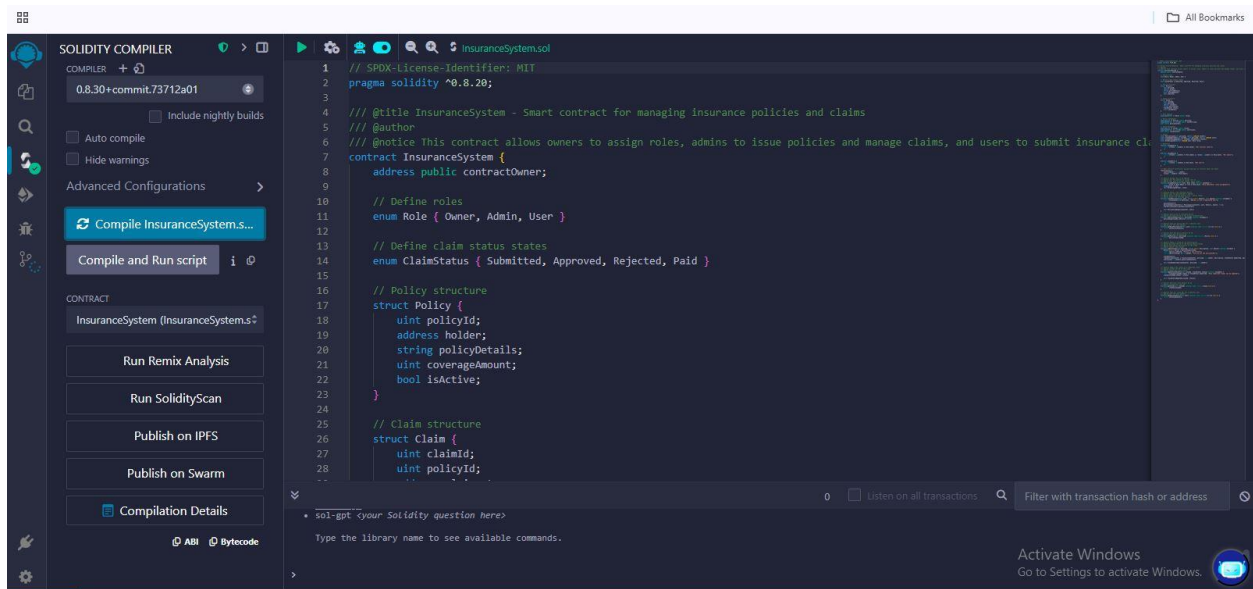 All Bookmarks
SOLIDITY COMPILER
COMPILER
0.8.30+commit.73712a01
Include nightly builds
Auto compile
Hide warnings
Advanced Configurations
Compile InsuranceSystem.s...
Compile and Run script
CONTRACT
InsuranceSystem (InsuranceSystem.s
Run Remix Analysis
Run SolidityScan
Publish on IPFS
Publish on Swarm
Compilation Details
ABI Bytecode
InsuranceSystem.sol
1 // SPDX-License-Identifier: MIT
2 pragma solidity ^0.8.20;
3
4 /// @title InsuranceSystem - Smart contract for managing insurance policies and claims
5 /// @author
6 /// @notice This contract allows owners to assign roles, admins to issue policies and manage claims, and users to submit insurance cl
7 contract InsuranceSystem {
8 address public contractOwner;
9
10 // Define roles
11 enum Role { Owner, Admin, User }
12
13 // Define claim status states
14 enum ClaimStatus { Submitted, Approved, Rejected, Paid }
15
16 // Policy structure
17 struct Policy {
18 uint policyId;
19 address holder;
20 string policyDetails;
21 uint coverageAmount;
22 bool isActive;
23 }
24
25 // Claim structure
26 struct Claim {
27 uint claimId;
28 uint policyId;
0 Listen on all transactions Filter with transaction hash or address
• sol-gpt <your Solidity question here>
Type the library name to see available commands.
>
Activate Windows
Go to Settings to activate Windows.